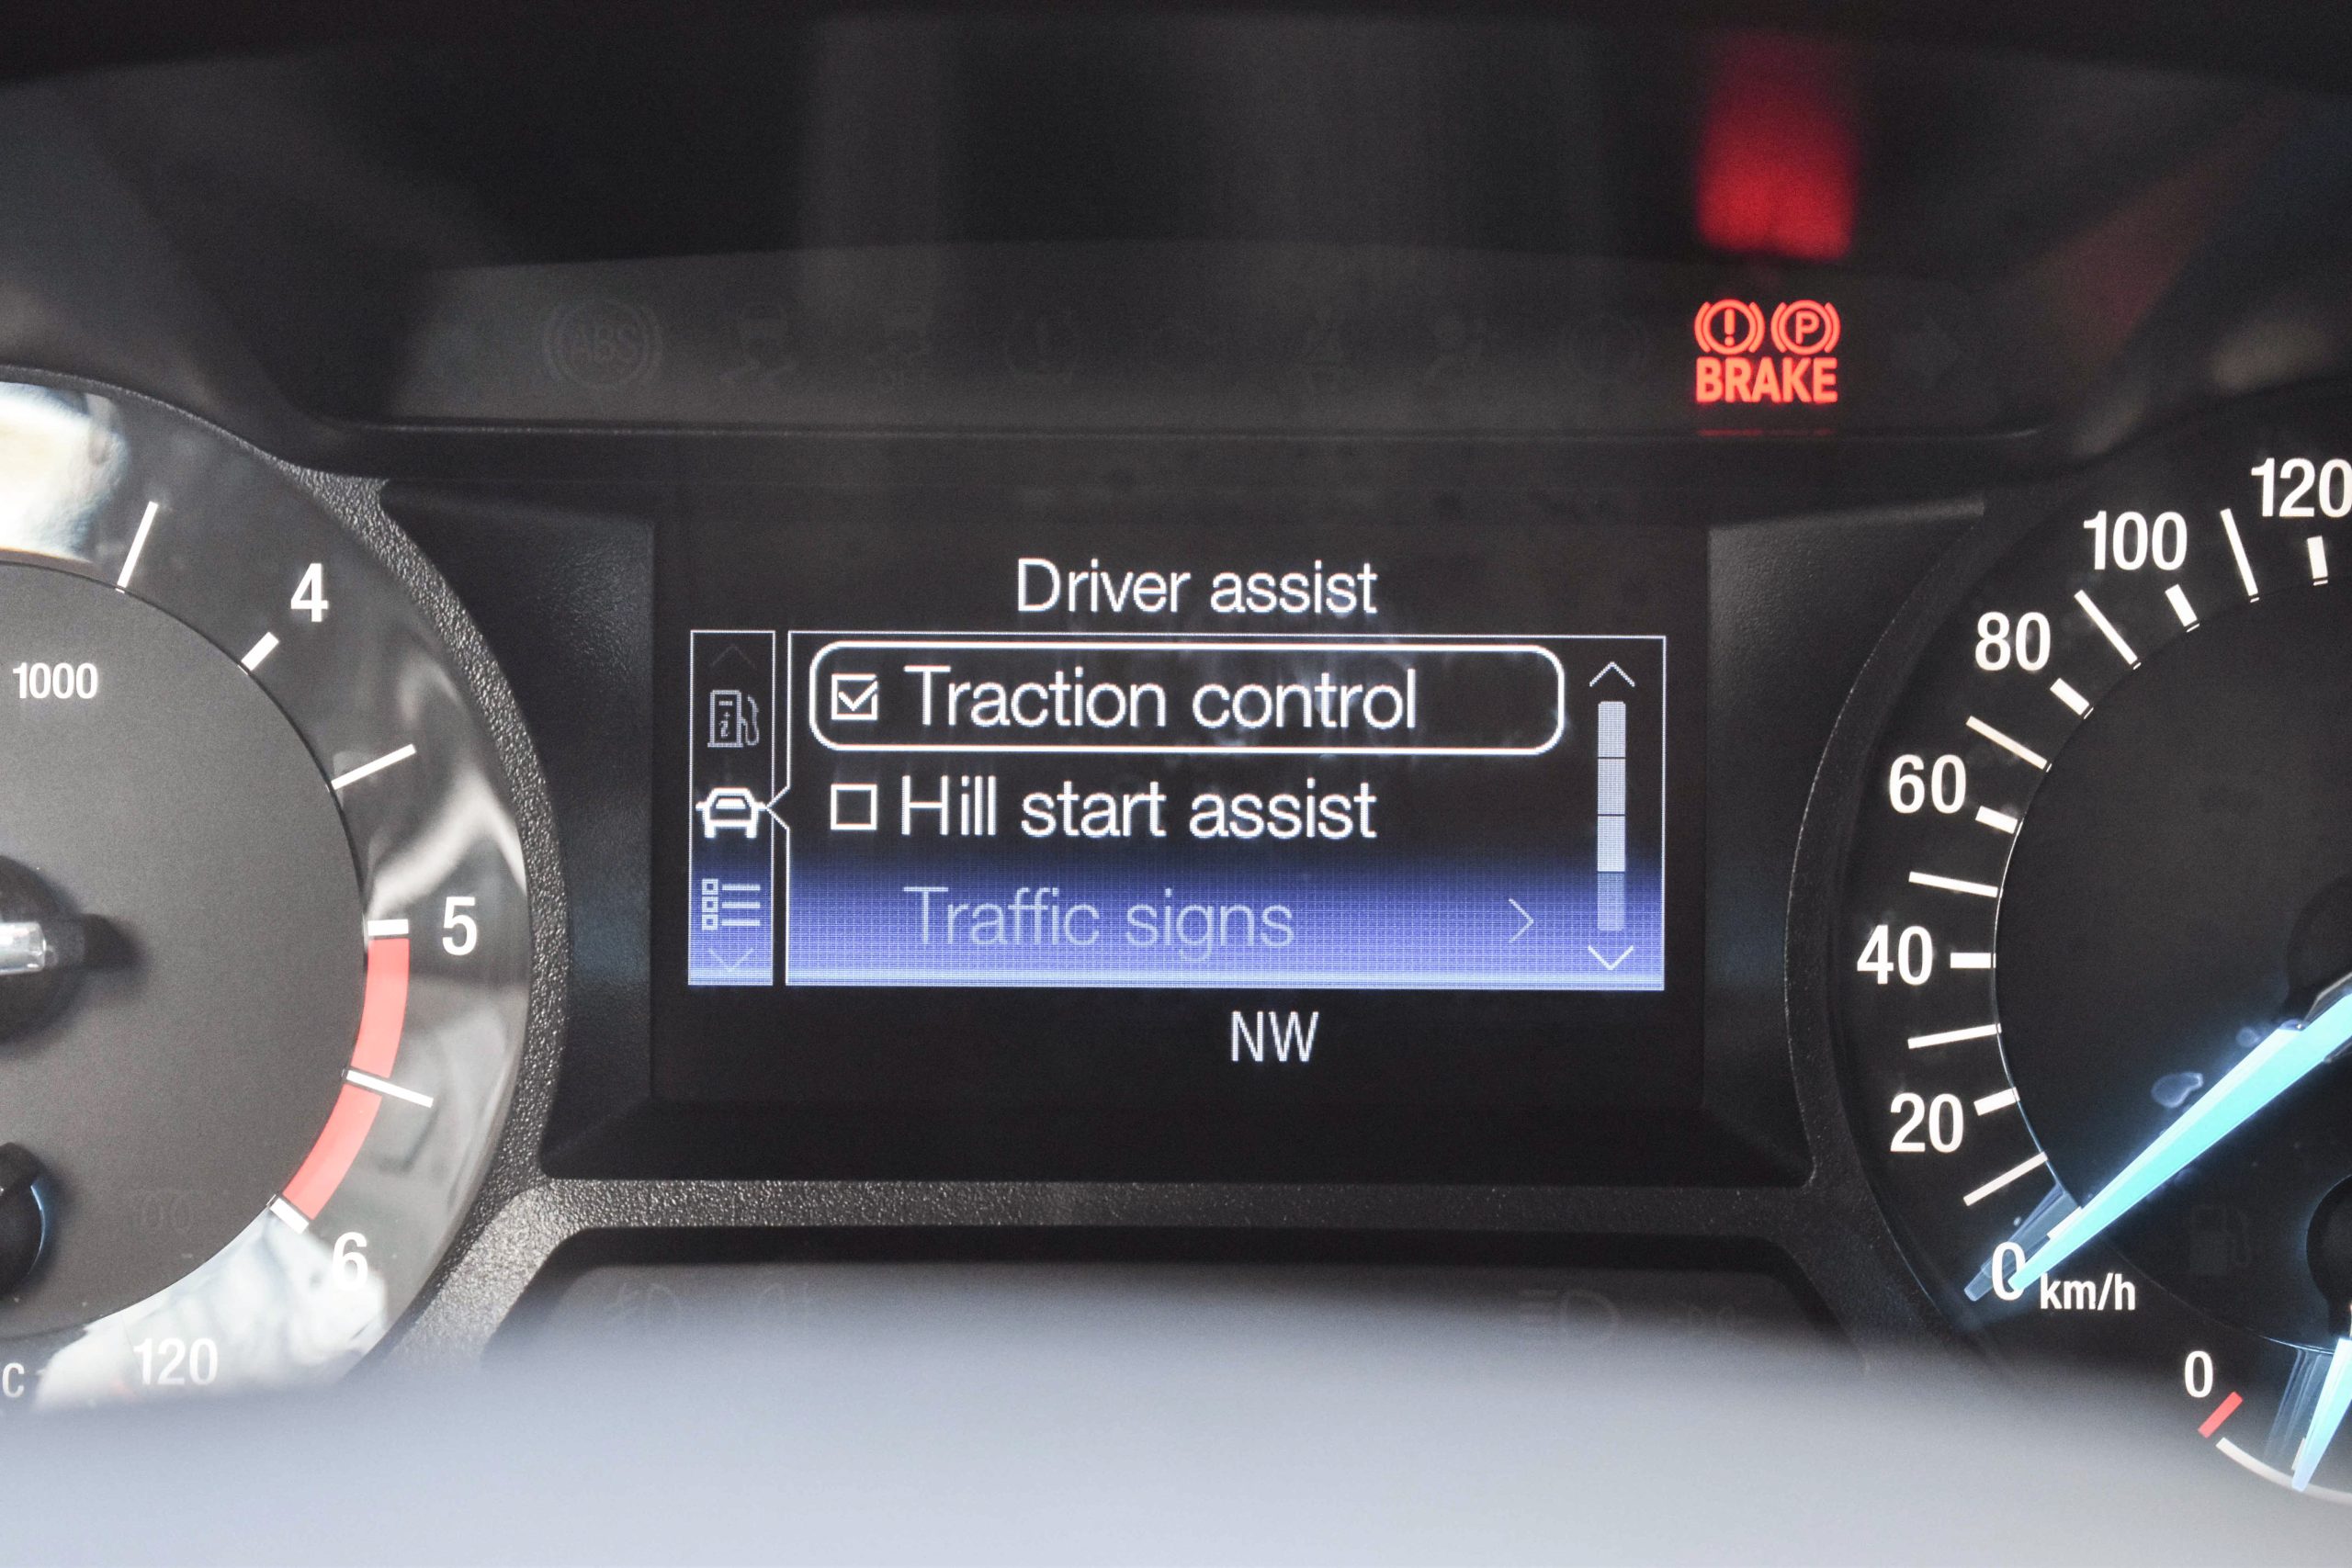 ABS
BRAKE
P
Driver assist
Traction control
Hill start assist
Traffic signs
NW
1000
4
5
6
120
C
120
100
80
60
40
20
0 km/h
0